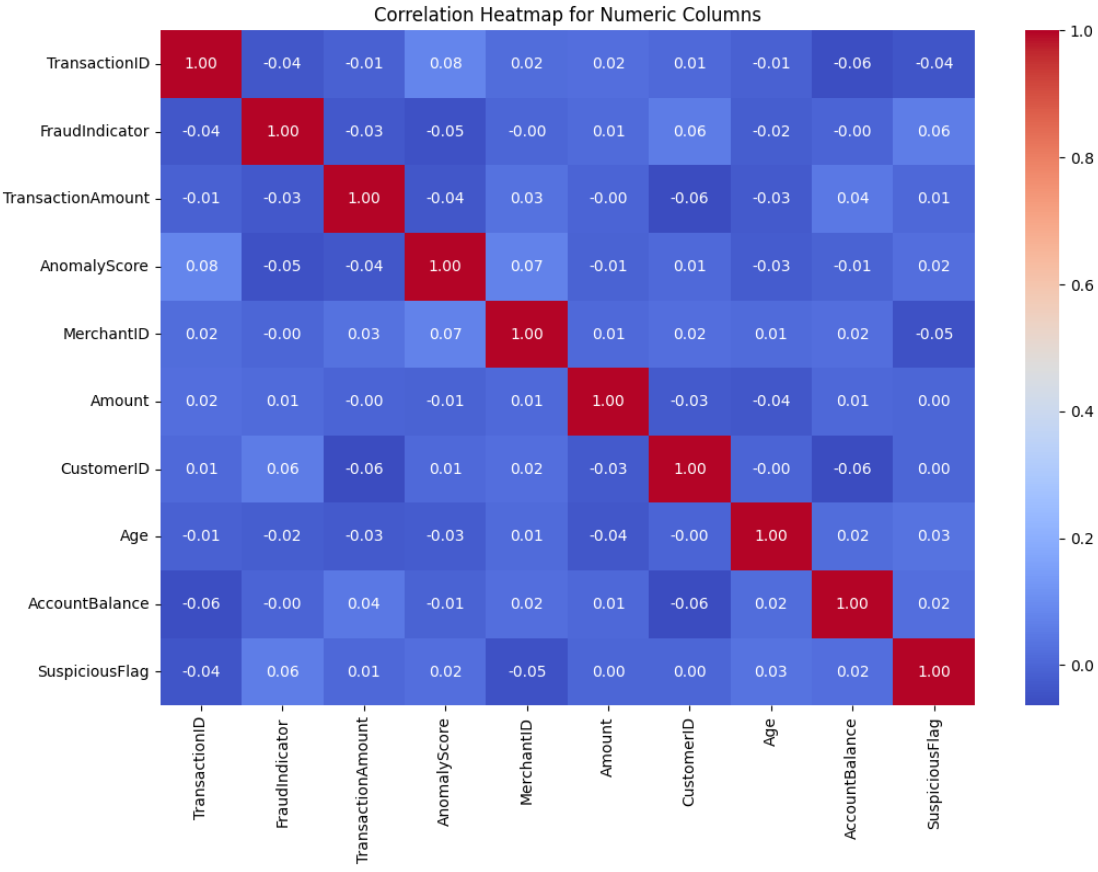 Correlation Heatmap for Numeric Columns
TransactionID 1.00 -0.04 -0.01 0.08 0.02 0.02 0.01 -0.01 -0.06 -0.04
FraudIndicator -0.04 1.00 -0.03 -0.05 -0.00 0.01 0.06 -0.02 -0.00 0.06
TransactionAmount -0.01 -0.03 1.00 -0.04 0.03 -0.00 -0.06 -0.03 0.04 0.01
AnomalyScore 0.08 -0.05 -0.04 1.00 0.07 -0.01 0.01 -0.03 -0.01 0.02
MerchantID 0.02 -0.00 0.03 0.07 1.00 0.01 0.02 0.01 0.02 -0.05
Amount 0.02 0.01 -0.00 -0.01 0.01 1.00 -0.03 -0.04 0.01 0.00
CustomerID 0.01 0.06 -0.06 0.01 0.02 -0.03 1.00 -0.00 -0.06 0.00
Age -0.01 -0.02 -0.03 -0.03 0.01 -0.04 -0.00 1.00 0.02 0.03
AccountBalance -0.06 -0.00 0.04 -0.01 0.02 0.01 -0.06 0.02 1.00 0.02
SuspiciousFlag -0.04 0.06 0.01 0.02 -0.05 0.00 0.00 0.03 0.02 1.00
TransactionID
FraudIndicator
TransactionAmount
AnomalyScore
MerchantID
Amount
CustomerID
Age
AccountBalance
SuspiciousFlag
1.0
0.8
0.6
0.4
0.2
0.0